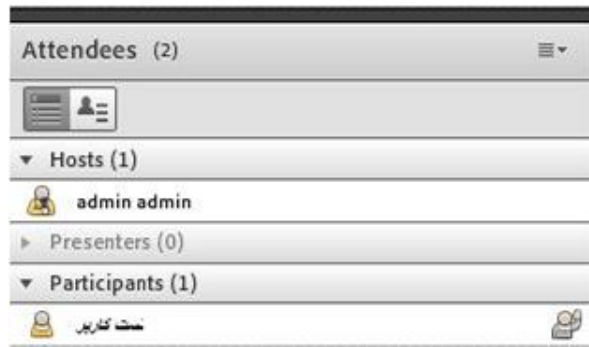 Attendees (2)
Hosts (1)
admin admin
Presenters (0)
Participants (1)
تست کاربر